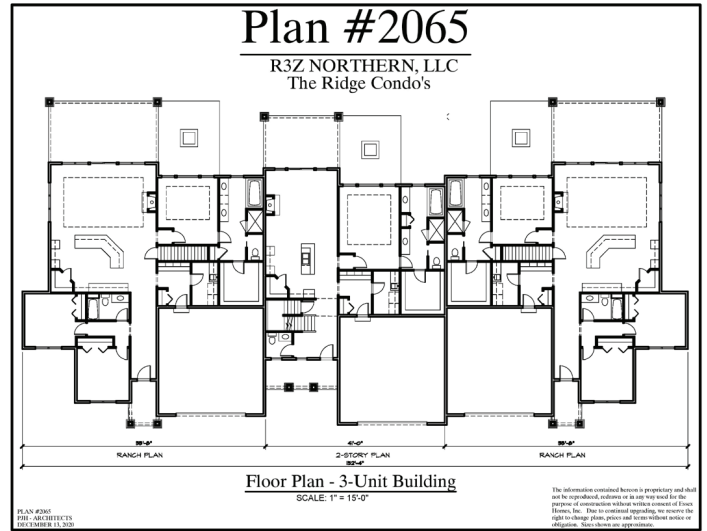 Plan #2065
R3Z NORTHERN, LLC
The Ridge Condo's
41'-0"
RANCH PLAN
2-STORY PLAN
RANCH PLAN
Floor Plan - 3-Unit Building
SCALE: 1" = 15'-0"
PLAN #2065
PJH - ARCHITECTS
DECEMBER 13, 2020
The information contained hereon is proprietary and shall
not be reproduced, redrawn or in any way used for the
purpose of construction without written consent of Essex
Homes, Inc. Due to continual upgrading, we reserve the
right to change plans, prices and terms without notice or
obligation. Sizes shown are approximate.